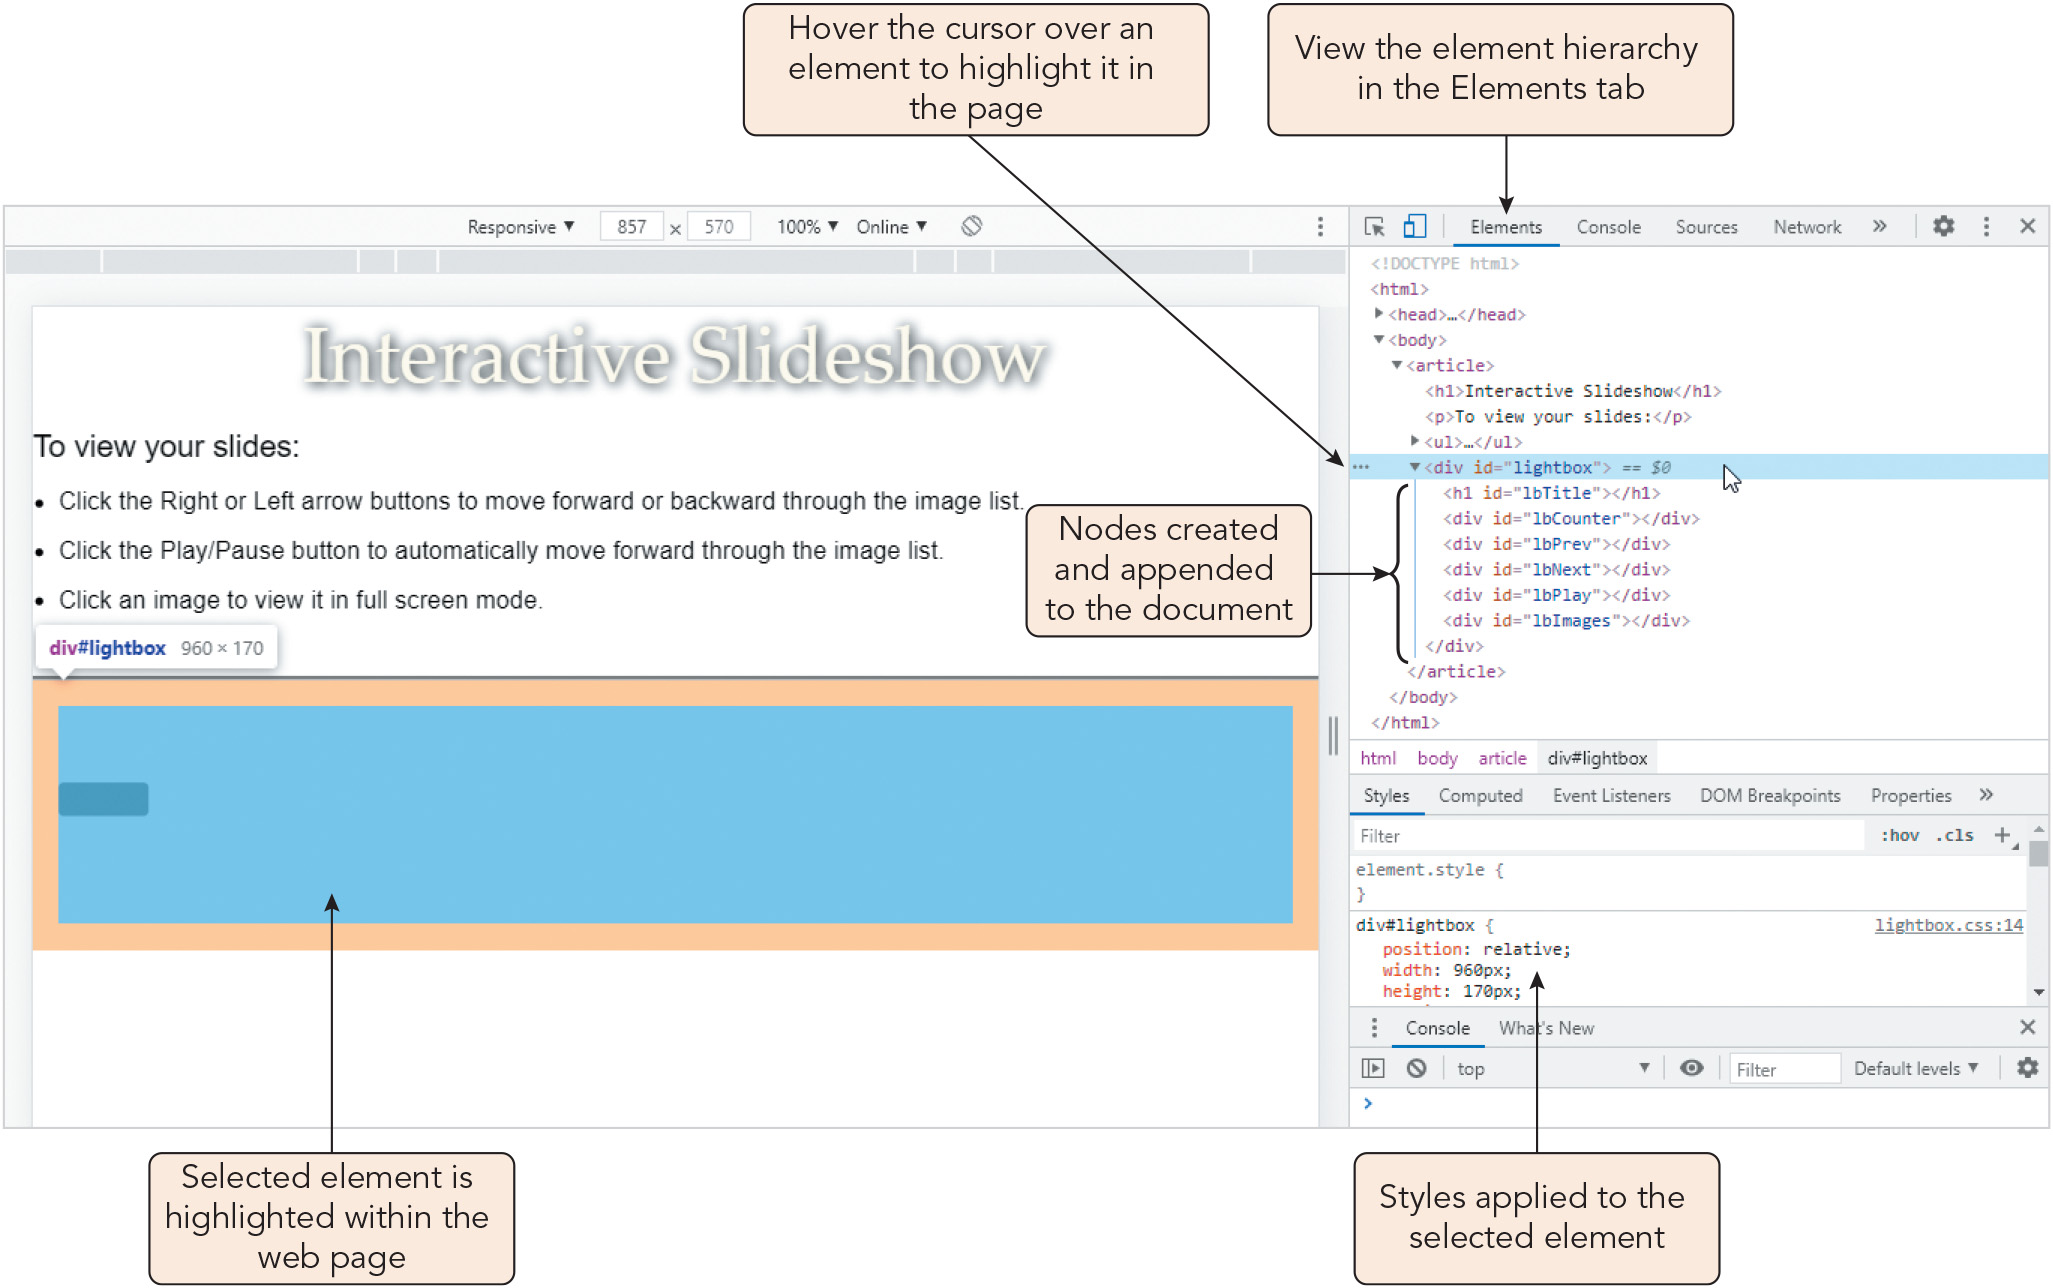 Hover the cursor over an
element to highlight it in
the page
View the element hierarchy
in the Elements tab
Responsive ▼ 857 × 570 100% ▼ Online ▼
Elements Console Sources Network »
Interactive Slideshow
To view your slides:
• Click the Right or Left arrow buttons to move forward or backward through the image list.
• Click the Play/Pause button to automatically move forward through the image list.
• Click an image to view it in full screen mode.
div#lightbox 960 × 170
<!DOCTYPE html>
<html>
▶<head>…</head>
▼<body>
▼<article>
<h1>Interactive Slideshow</h1>
<p>To view your slides:</p>
▶<ul>…</ul>
… ▼<div id="lightbox"> == $0
<h1 id="lbTitle"></h1>
<div id="lbCounter"></div>
<div id="lbPrev"></div>
<div id="lbNext"></div>
<div id="lbPlay"></div>
<div id="lbImages"></div>
</div>
</article>
</body>
</html>
Nodes created
and appended
to the document
html body article div#lightbox
Styles Computed Event Listeners DOM Breakpoints Properties »
Filter :hov .cls +
element.style {
}
div#lightbox { lightbox.css:14
position: relative;
width: 960px;
height: 170px;
Console What's New
top ▼ Filter Default levels ▼
>
Selected element is
highlighted within the
web page
Styles applied to the
selected element